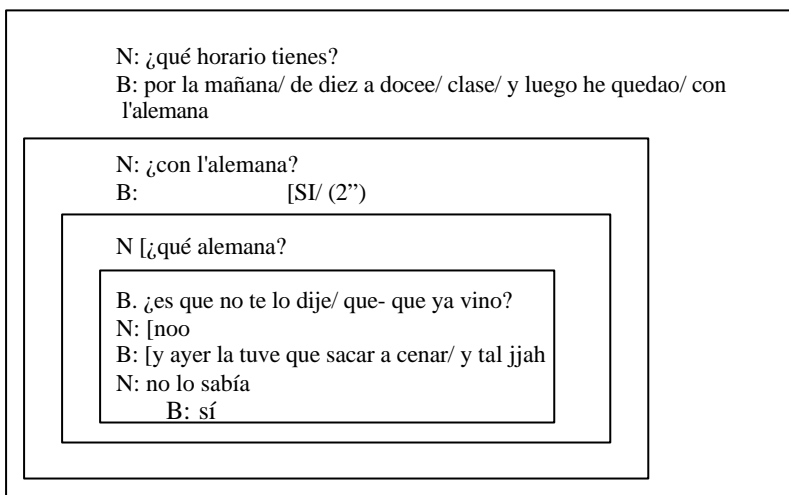 N: ¿qué horario tienes?
B: por la mañana/ de diez a docee/ clase/ y luego he quedao/ con
l'alemana
N: ¿con l'alemana?
B: [SI/ (2”)
N [¿qué alemana?
B. ¿es que no te lo dije/ que- que ya vino?
N: [noo
B: [y ayer la tuve que sacar a cenar/ y tal jjah
N: no lo sabía
B: sí